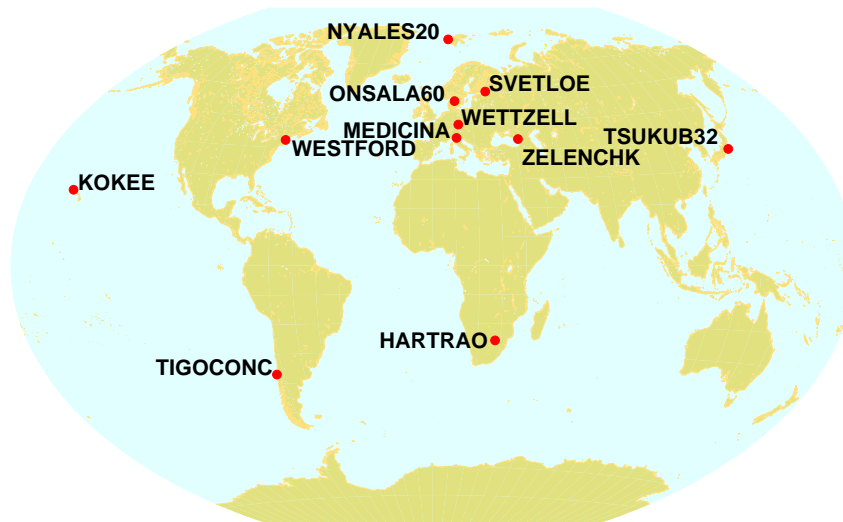 NYALES20
SVETLOE
ONSALA60
WETTZELL
MEDICINA
TSUKUB32
WESTFORD
ZELENCHK
KOKEE
HARTRAO
TIGOCONC